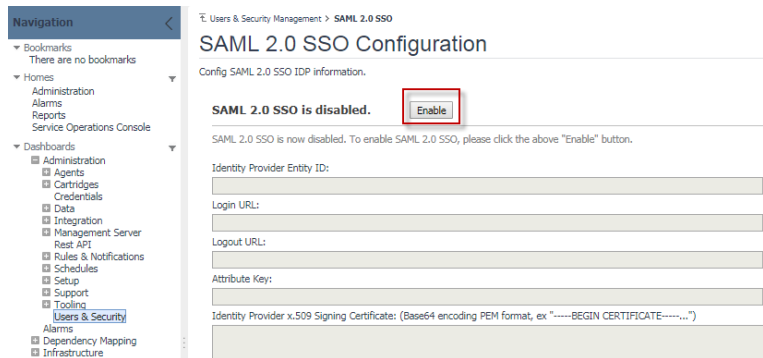 Navigation
Bookmarks
There are no bookmarks
Homes
Administration
Alarms
Reports
Service Operations Console
Dashboards
Administration
Agents
Cartridges
Credentials
Data
Integration
Management Server
Rest API
Rules & Notifications
Schedules
Setup
Support
Tooling
Users & Security
Alarms
Dependency Mapping
Infrastructure
Users & Security Management > SAML 2.0 SSO
SAML 2.0 SSO Configuration
Config SAML 2.0 SSO IDP information.
SAML 2.0 SSO is disabled. Enable
SAML 2.0 SSO is now disabled. To enable SAML 2.0 SSO, please click the above "Enable" button.
Identity Provider Entity ID:
Login URL:
Logout URL:
Attribute Key:
Identity Provider x.509 Signing Certificate: (Base64 encoding PEM format, ex "-----BEGIN CERTIFICATE-----...")